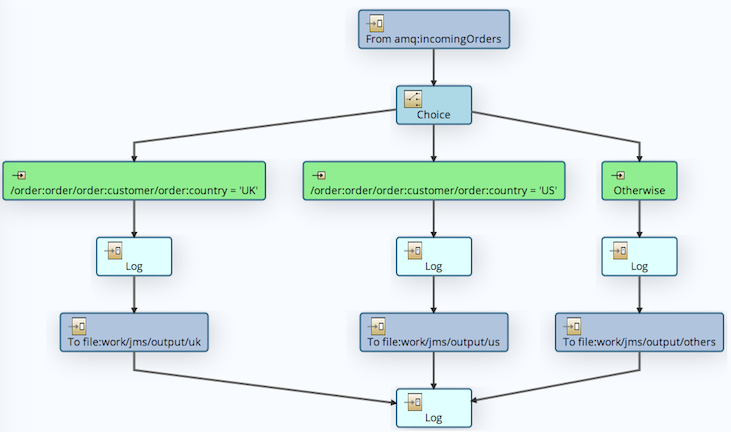 From amq:incomingOrders
Choice
/order:order/order:customer/order:country = 'UK'
/order:order/order:customer/order:country = 'US'
Otherwise
Log
Log
Log
To file:work/jms/output/uk
To file:work/jms/output/us
To file:work/jms/output/others
Log